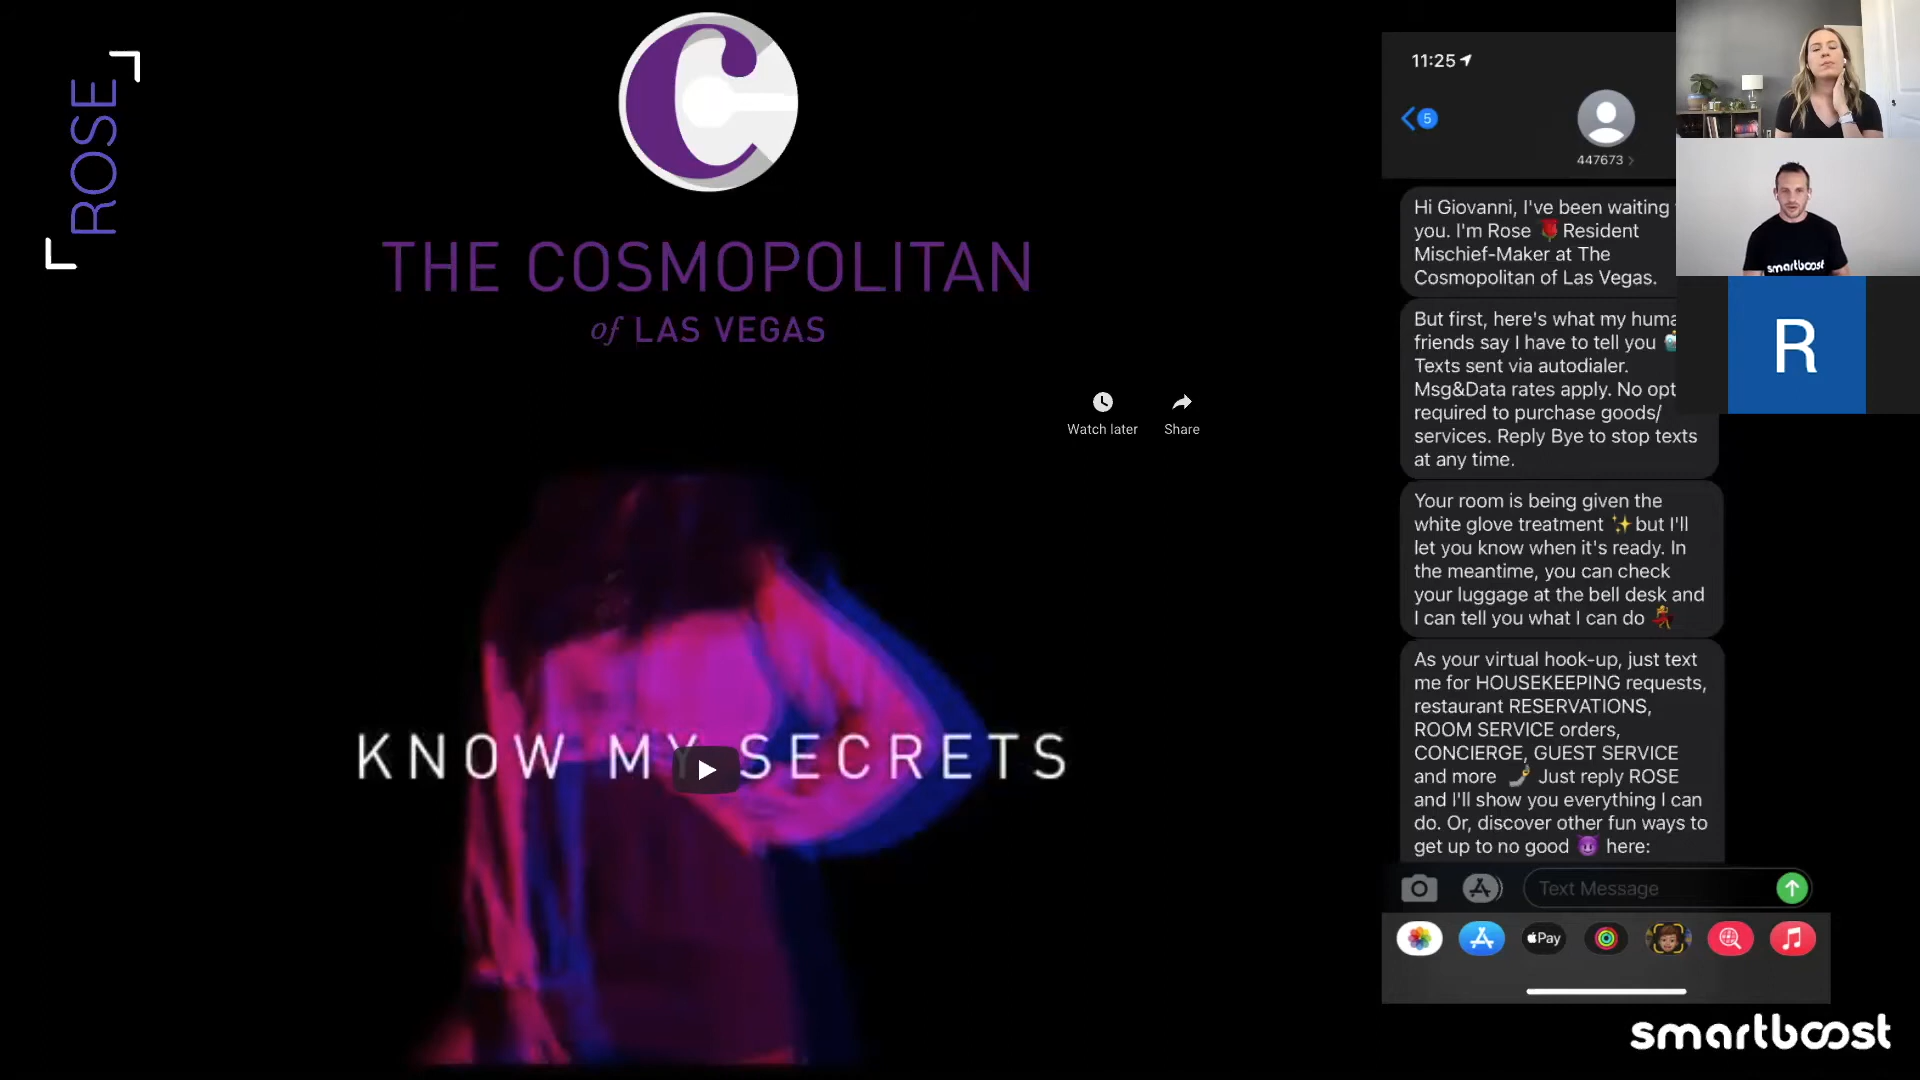 ROSE
C
THE COSMOPOLITAN
of LAS VEGAS
Watch later
Share
KNOW MY SECRETS
11:25
5
447673
Hi Giovanni, I've been waiting
you. I'm Rose 🌹 Resident
Mischief-Maker at The
Cosmopolitan of Las Vegas.
But first, here's what my
friends say I have to tell you
Texts sent via autodialer.
Msg&Data rates apply. No opt
required to purchase goods/
services. Reply Bye to stop texts
at any time.
Your room is being given the
white glove treatment ✨ but I'll
let you know when it's ready. In
the meantime, you can check
your luggage at the bell desk and
I can tell you what I can do 💃
As your virtual hook-up, just text
me for HOUSEKEEPING requests,
restaurant RESERVATIONS,
ROOM SERVICE orders,
CONCIERGE, GUEST SERVICE
and more 🤳 Just reply ROSE
and I'll show you everything I can
do. Or, discover other fun ways to
get up to no good 😈 here:
Text Message
Pay
smartboost
R
smartboost